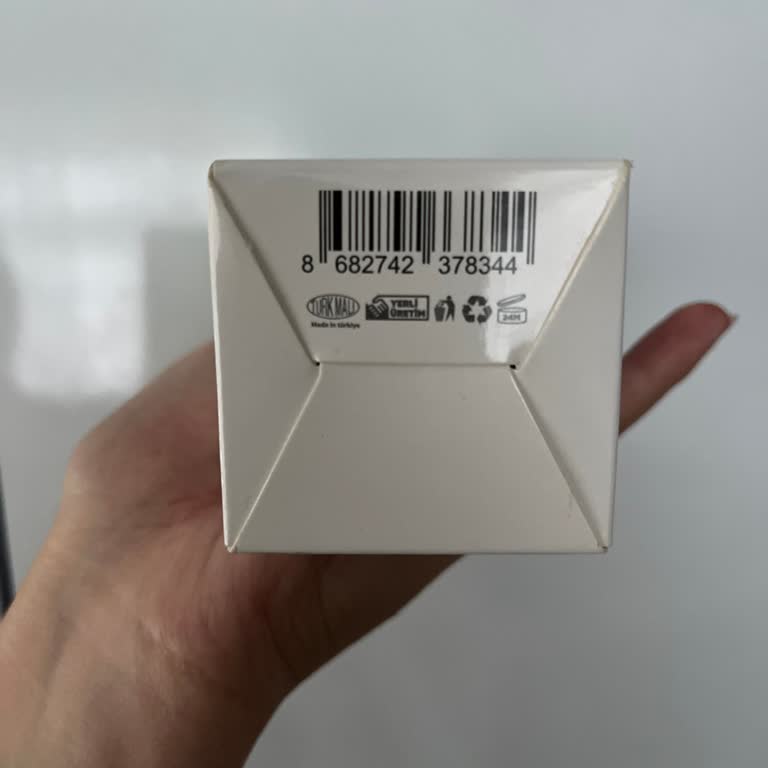 8 682742 378344
TÜRK MALI YERLİ
ÜRETİM 24M
Made in türkiye